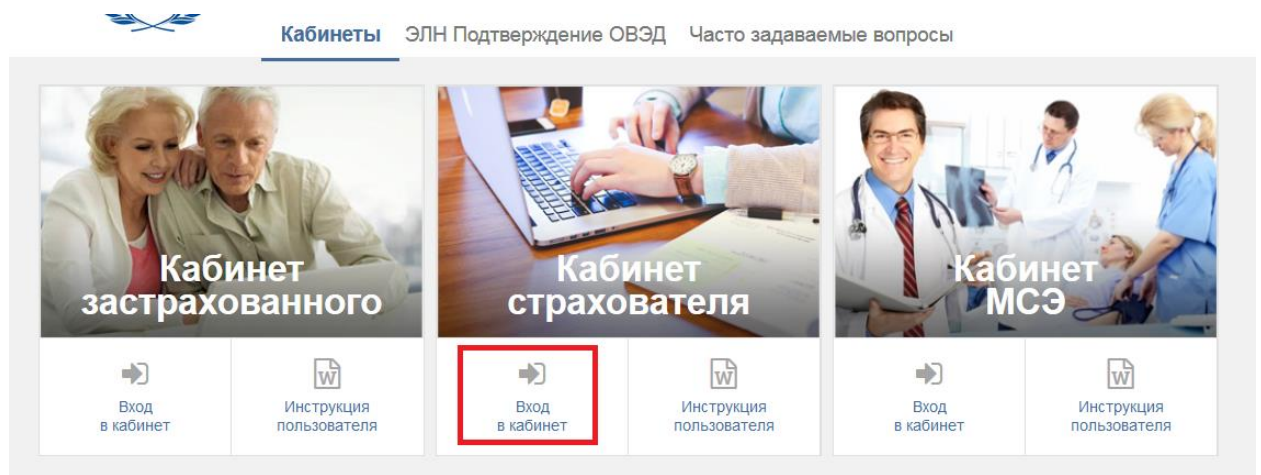 Кабинеты ЭЛН Подтверждение ОВЭД Часто задаваемые вопросы
Кабинет
застрахованного
Кабинет
страхователя
Кабинет
МСЭ
Вход
в кабинет
Инструкция
пользователя
Вход
в кабинет
Инструкция
пользователя
Вход
в кабинет
Инструкция
пользователя